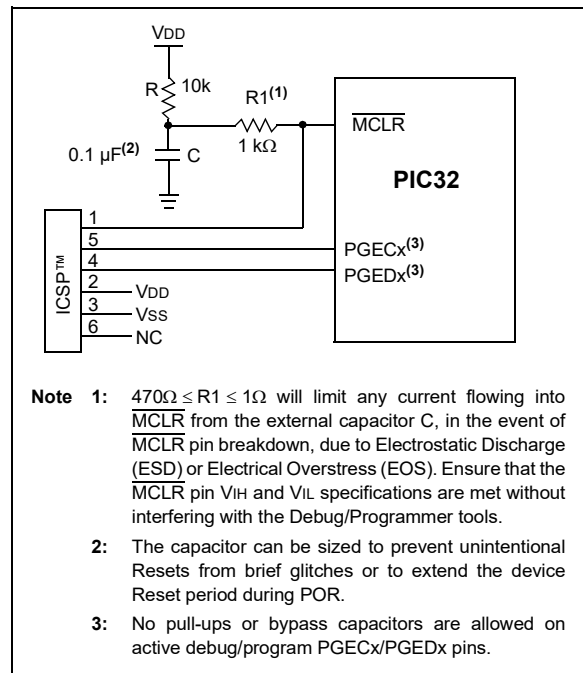 VDD
R 10k
R1(1)
1 kΩ
0.1 µF(2) C
MCLR
PIC32
ICSP™
1
5 PGECx(3)
4 PGEDx(3)
2 VDD
3 VSS
6 NC
Note 1: 470Ω ≤ R1 ≤ 1Ω will limit any current flowing into
MCLR from the external capacitor C, in the event of
MCLR pin breakdown, due to Electrostatic Discharge
(ESD) or Electrical Overstress (EOS). Ensure that the
MCLR pin VIH and VIL specifications are met without
interfering with the Debug/Programmer tools.
2: The capacitor can be sized to prevent unintentional
Resets from brief glitches or to extend the device
Reset period during POR.
3: No pull-ups or bypass capacitors are allowed on
active debug/program PGECx/PGEDx pins.